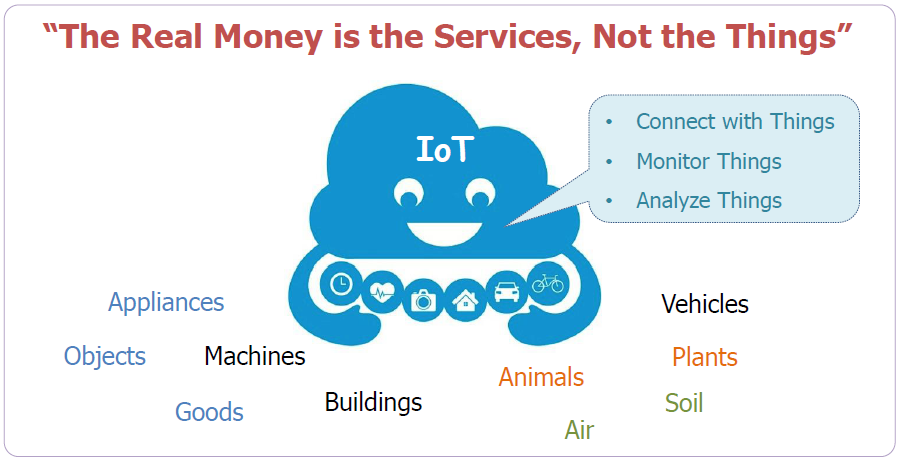 “The Real Money is the Services, Not the Things”
IoT
• Connect with Things
• Monitor Things
• Analyze Things
Appliances
Vehicles
Objects
Machines
Plants
Animals
Goods
Buildings
Soil
Air